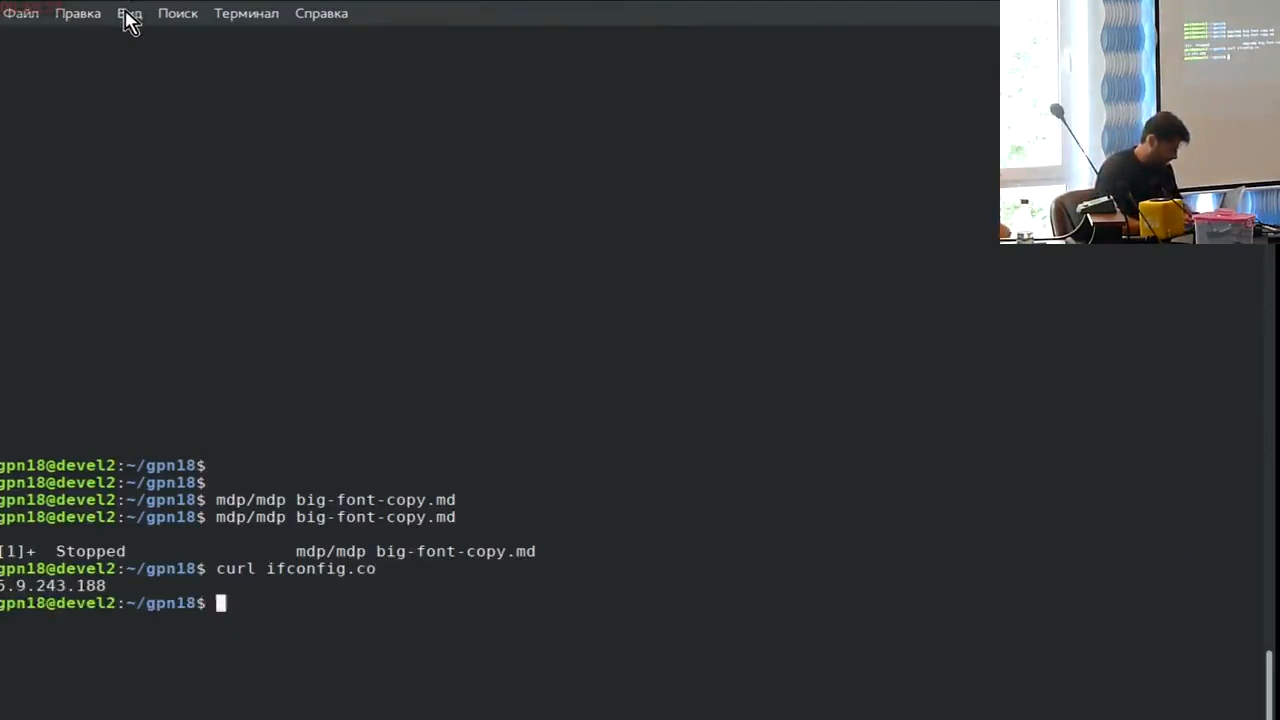 Файл Правка Вид Поиск Терминал Справка
gpn18@devel2:~/gpn18$
gpn18@devel2:~/gpn18$
gpn18@devel2:~/gpn18$ mdp/mdp big-font-copy.md
gpn18@devel2:~/gpn18$ mdp/mdp big-font-copy.md
[1]+ Stopped mdp/mdp big-font-copy.md
gpn18@devel2:~/gpn18$ curl ifconfig.co
5.9.243.188
gpn18@devel2:~/gpn18$